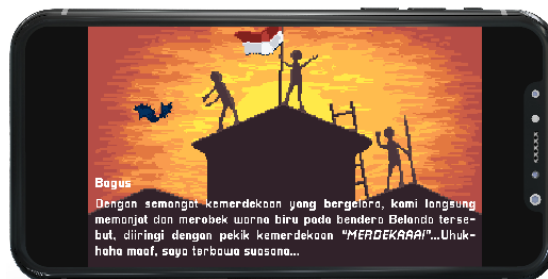 Bagus
Dengan semangat kemerdekaan yang bergelora, kami langsung
memanjat dan merobek warna biru pada bendera Belanda terse-
but, diiringi dengan pekik kemerdekaan “MERDEKAAA!”...Uhuk-
haha maaf, saya terbawa suasana...